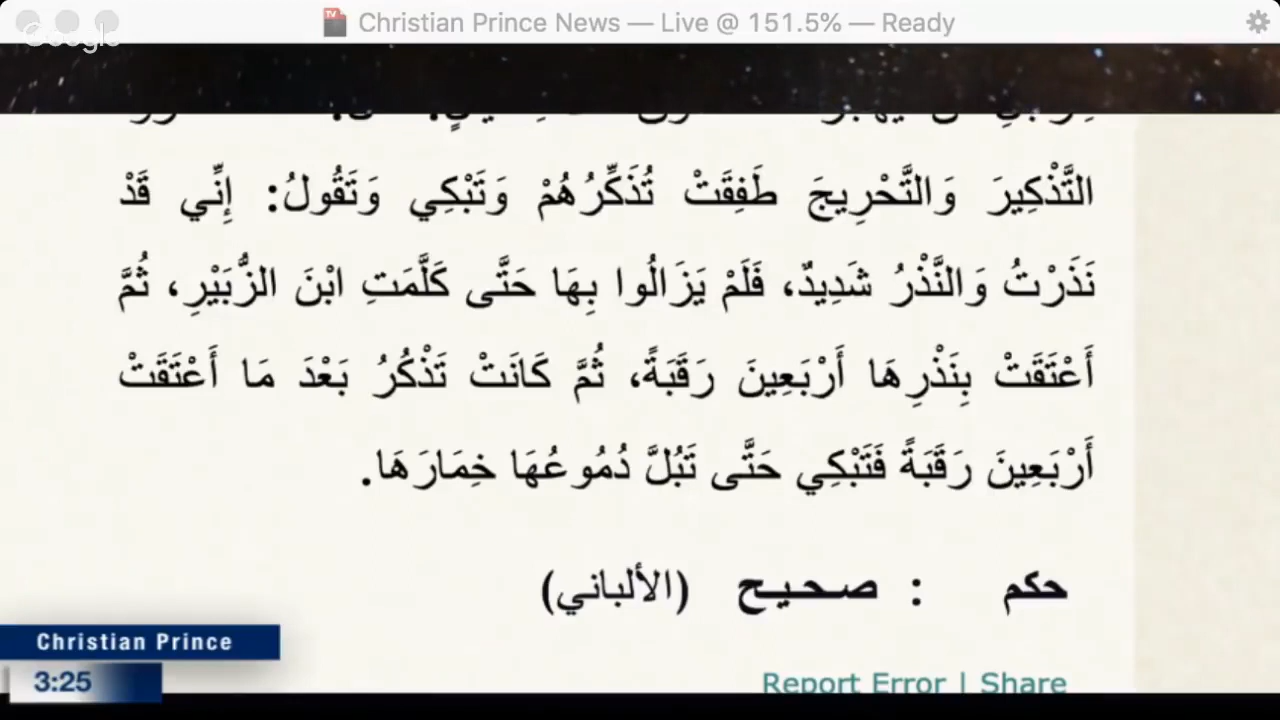 Christian Prince News — Live @ 151.5% — Ready
Google
التَّذْكِيرَ وَالتَّحْرِيجَ طَفِقَتْ تُذَكِّرُهُمْ وَتَبْكِي وَتَقُولُ: إِنِّي قَدْ
نَذَرْتُ وَالنَّذْرُ شَدِيدٌ، فَلَمْ يَزَالُوا بِهَا حَتَّى كَلَّمَتِ ابْنَ الزُّبَيْرِ، ثُمَّ
أَعْتَقَتْ بِنَذْرِهَا أَرْبَعِينَ رَقَبَةً، ثُمَّ كَانَتْ تَذْكُرُ بَعْدَ مَا أَعْتَقَتْ
أَرْبَعِينَ رَقَبَةً فَتَبْكِي حَتَّى تَبُلَّ دُمُوعُهَا خِمَارَهَا.
حكم : صحيح (الألباني)
Report Error | Share
Christian Prince
3:25